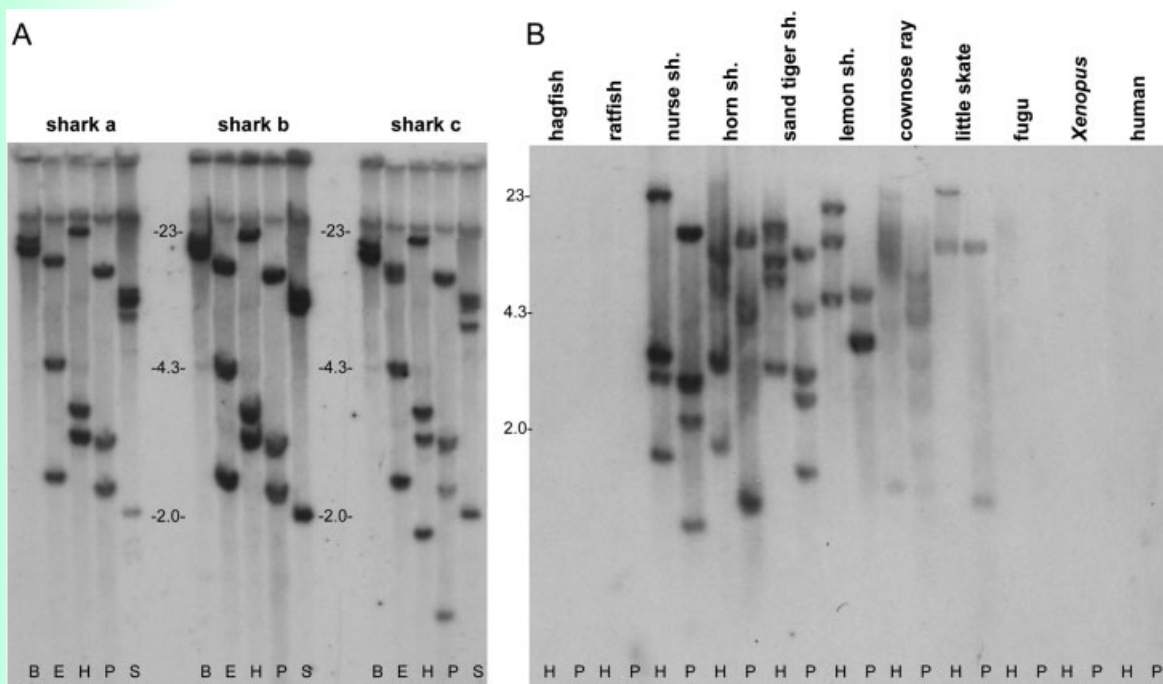 A
shark a shark b shark c
-23- -23-
-4.3- -4.3-
-2.0- -2.0-
B E H P S B E H P S B E H P S
B
hagfish
ratfish
nurse sh.
horn sh.
sand tiger sh.
lemon sh.
cownose ray
little skate
fugu
Xenopus
human
23-
4.3-
2.0-
H P H P H P H P H P H P H P H P H P H P H P